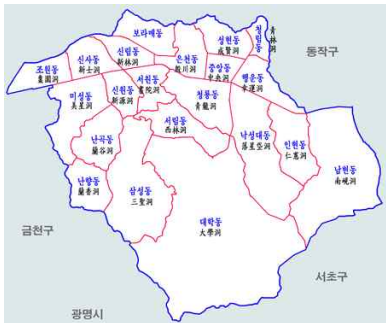 보라매동
성현동
成賢洞
청림동
靑林洞
동작구
신사동
新士洞
신림동
新林洞
은천동
殷川洞
중앙동
中央洞
조원동
棗園洞
서원동
書院洞
행운동
幸運洞
미성동
美星洞
신원동
新源洞
청룡동
靑龍洞
서림동
西林洞
낙성대동
落星垈洞
인헌동
仁憲洞
난곡동
蘭谷洞
남현동
南峴洞
난향동
蘭香洞
삼성동
三聖洞
대학동
大學洞
금천구
서초구
광명시